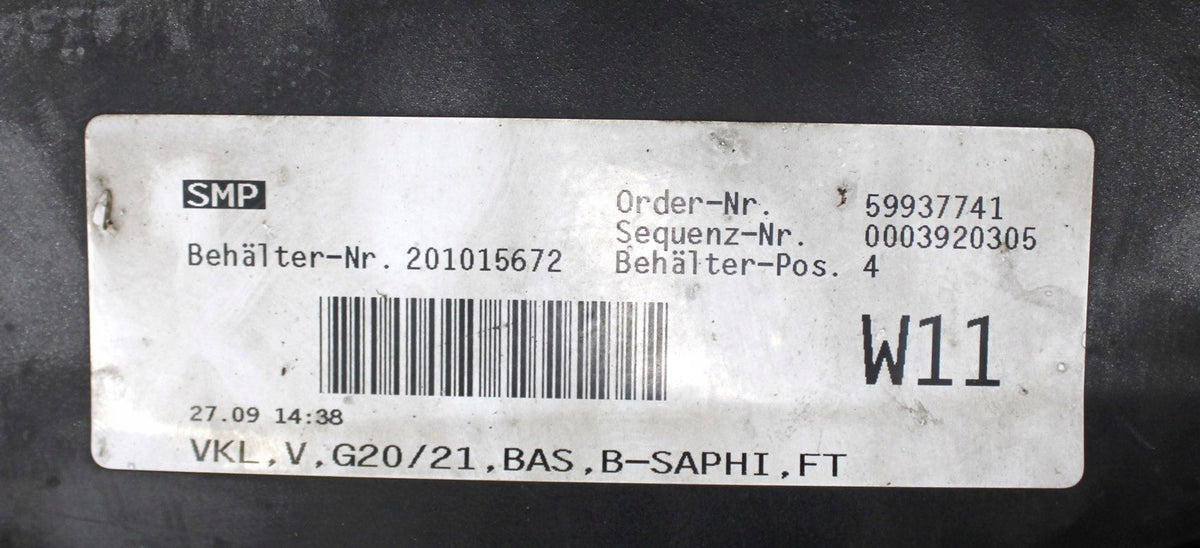 SMP
Order-Nr. 59937741
Sequenz-Nr. 0003920305
Behälter-Nr. 201015672 Behälter-Pos. 4
W11
27.09 14:38
VKL,V,G20/21,BAS,B-SAPHI,FT